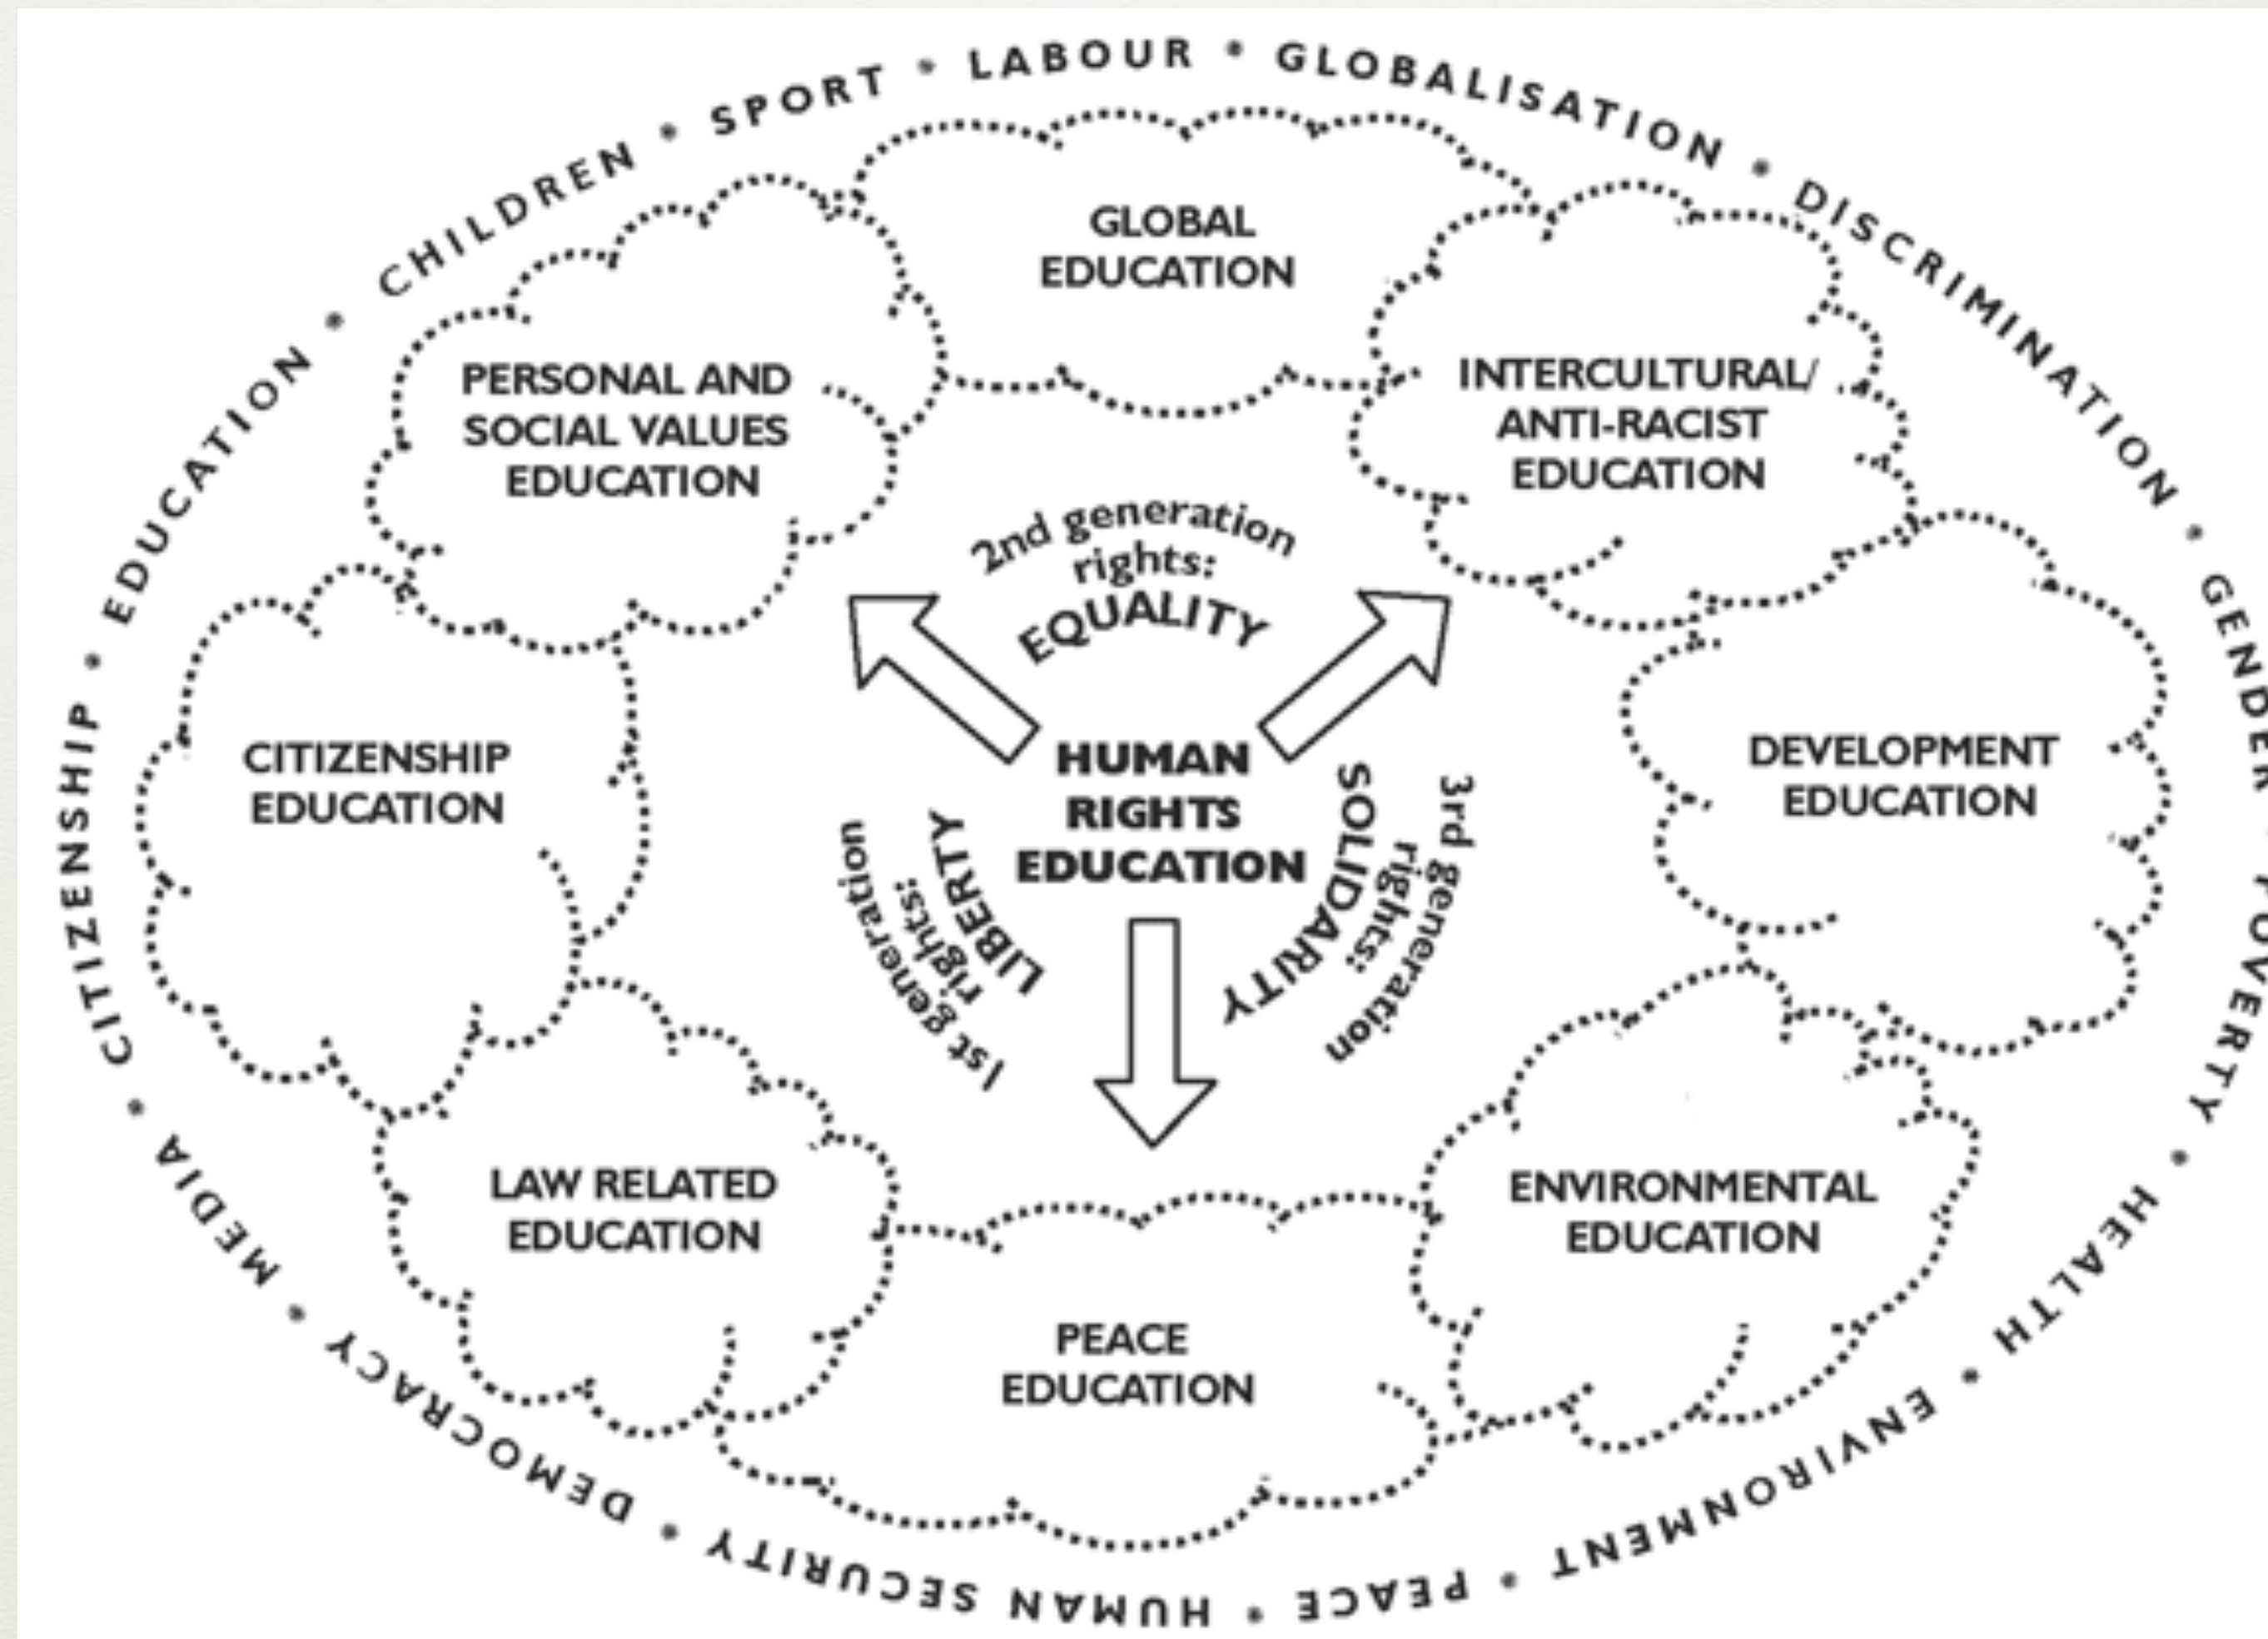 CITIZENSHIP • EDUCATION • CHILDREN • SPORT • LABOUR • GLOBALISATION • DISCRIMINATION • GENDER • POVERTY • HEALTH • ENVIRONMENT • PEACE • HUMAN SECURITY • DEMOCRACY • MEDIA •
GLOBAL
EDUCATION
PERSONAL AND
SOCIAL VALUES
EDUCATION
INTERCULTURAL/
ANTI-RACIST
EDUCATION
2nd generation
rights:
EQUALITY
CITIZENSHIP
EDUCATION
HUMAN
RIGHTS
EDUCATION
DEVELOPMENT
EDUCATION
1st generation
rights:
LIBERTY
3rd generation
rights:
SOLIDARITY
LAW RELATED
EDUCATION
ENVIRONMENTAL
EDUCATION
PEACE
EDUCATION